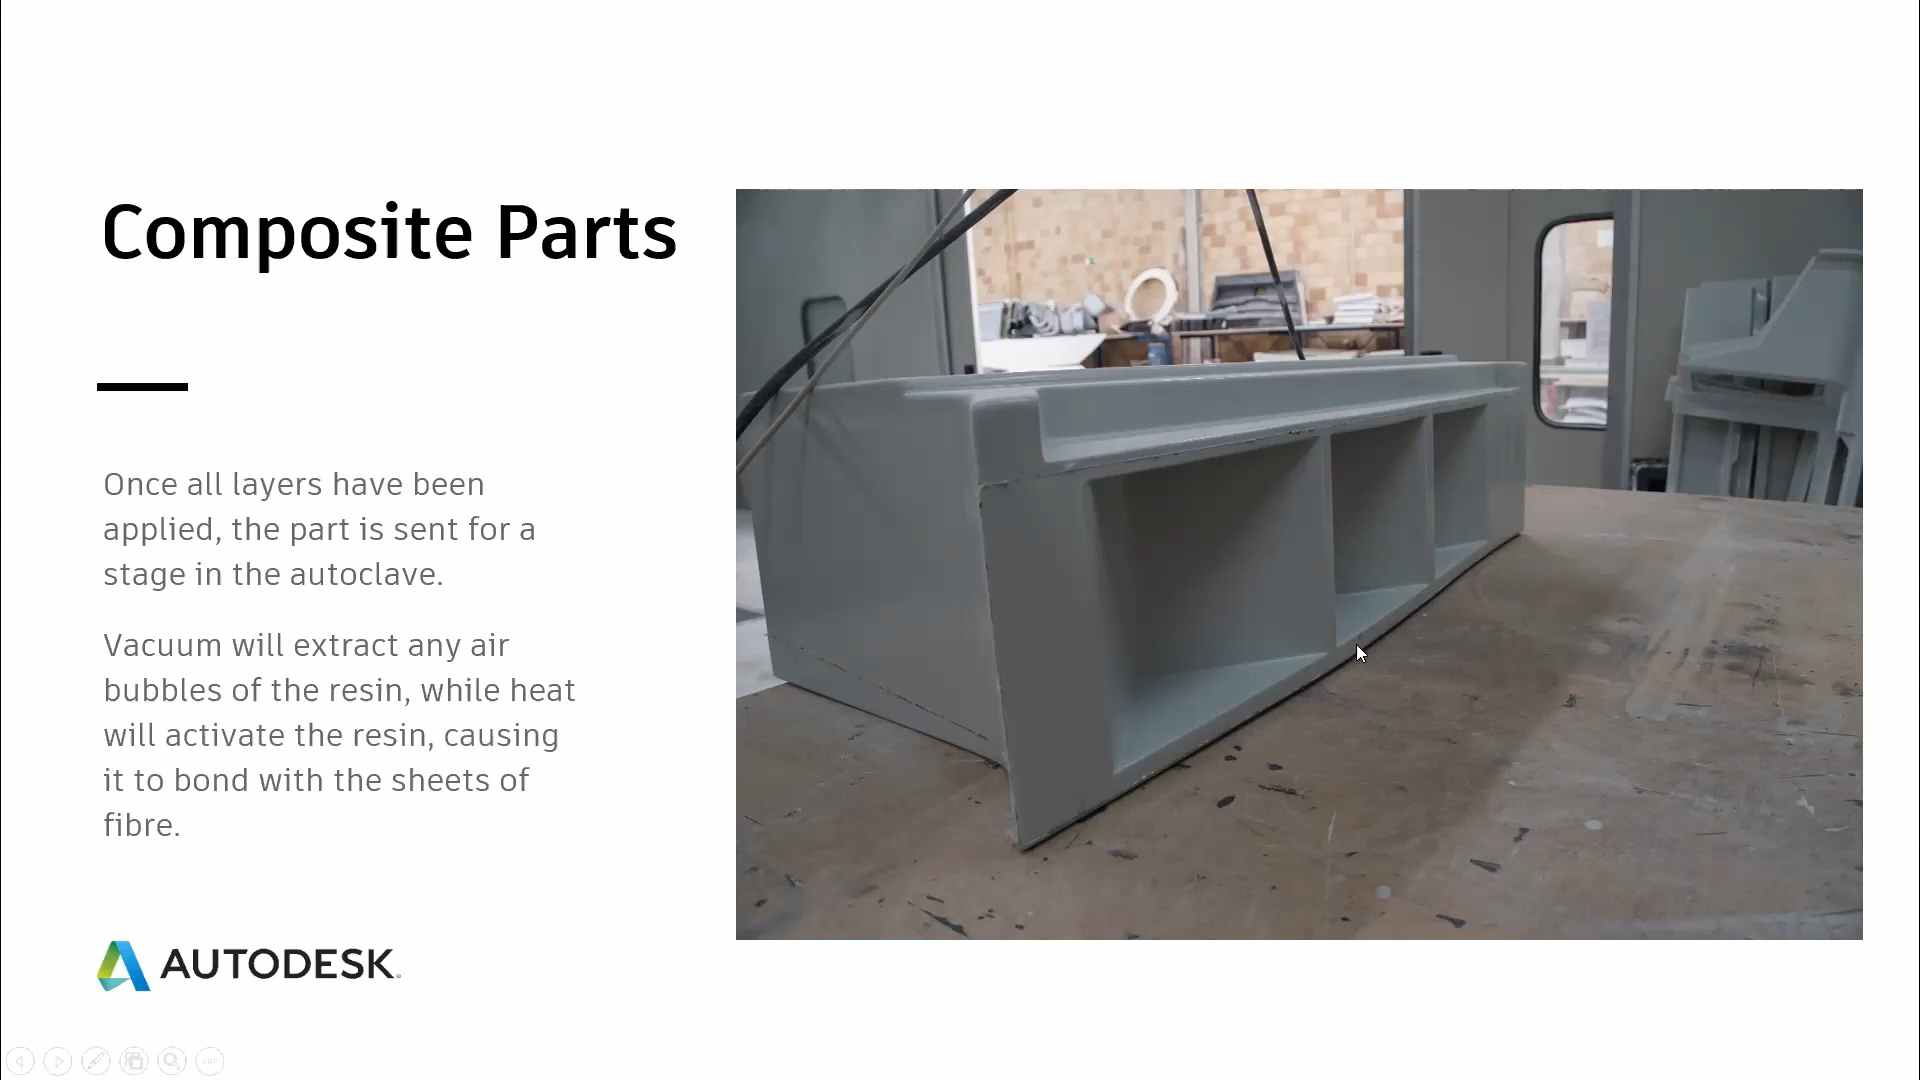 Composite Parts
Once all layers have been
applied, the part is sent for a
stage in the autoclave.
Vacuum will extract any air
bubbles of the resin, while heat
will activate the resin, causing
it to bond with the sheets of
fibre.
AUTODESK.